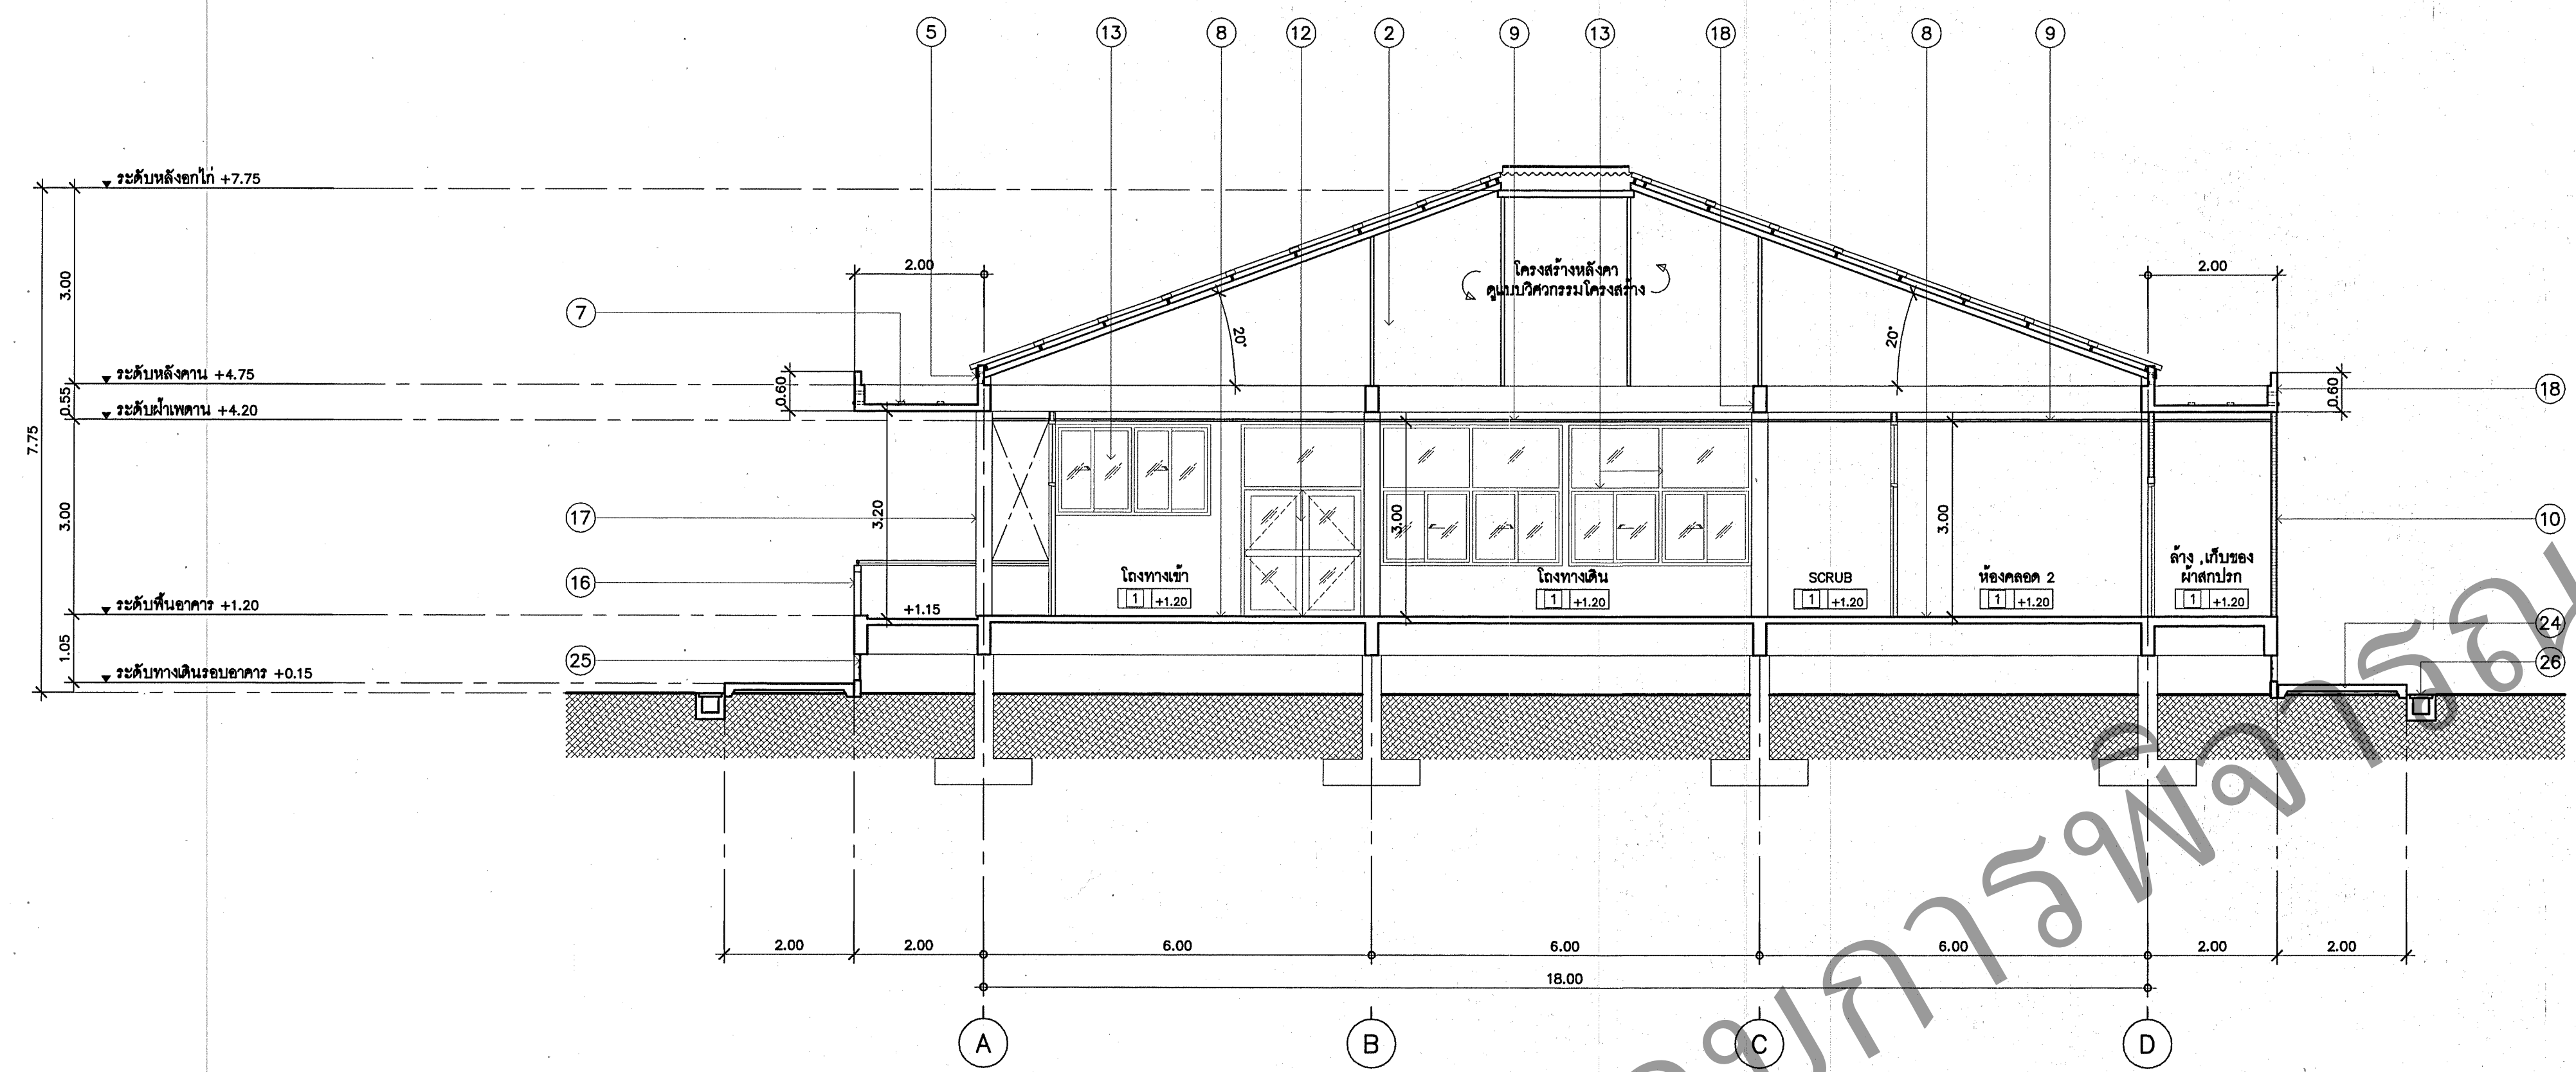 5 13 8 12 2 9 13 18 8 9
ระดับหลังอกไก่ +7.75
2.00
2.00
โครงสร้างหลังคา
ดูแบบวิศวกรรมโครงสร้าง
3.00
7
20°
20°
ระดับหลังคาน +4.75
0.60
0.60
18
0.55
ระดับฝ้าเพดาน +4.20
7.75
3.00
17
3.20
3.00
3.00
10
ล้าง ,เก็บของ
ผ้าสกปรก
16
โถงทางเข้า
โถงทางเดิน
SCRUB
ห้องคลอด 2
1 +1.20
1 +1.20
1 +1.20
1 +1.20
1 +1.20
ระดับพื้นอาคาร +1.20
+1.15
24
1.05
25
26
ระดับทางเดินรอบอาคาร +0.15
2.00 2.00 6.00 6.00 6.00 2.00 2.00
18.00
A B C D